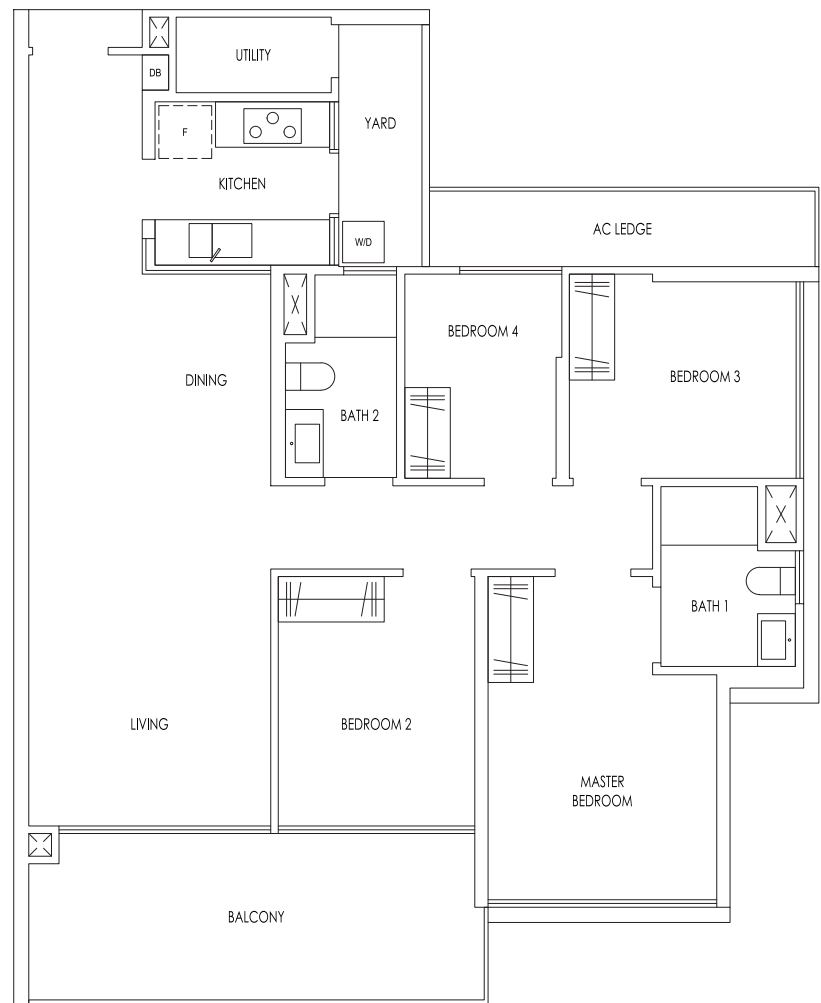 UTILITY
DB
YARD
F
KITCHEN
W/D
AC LEDGE
BEDROOM 4
DINING
BEDROOM 3
BATH 2
BATH 1
LIVING
BEDROOM 2
MASTER
BEDROOM
BALCONY